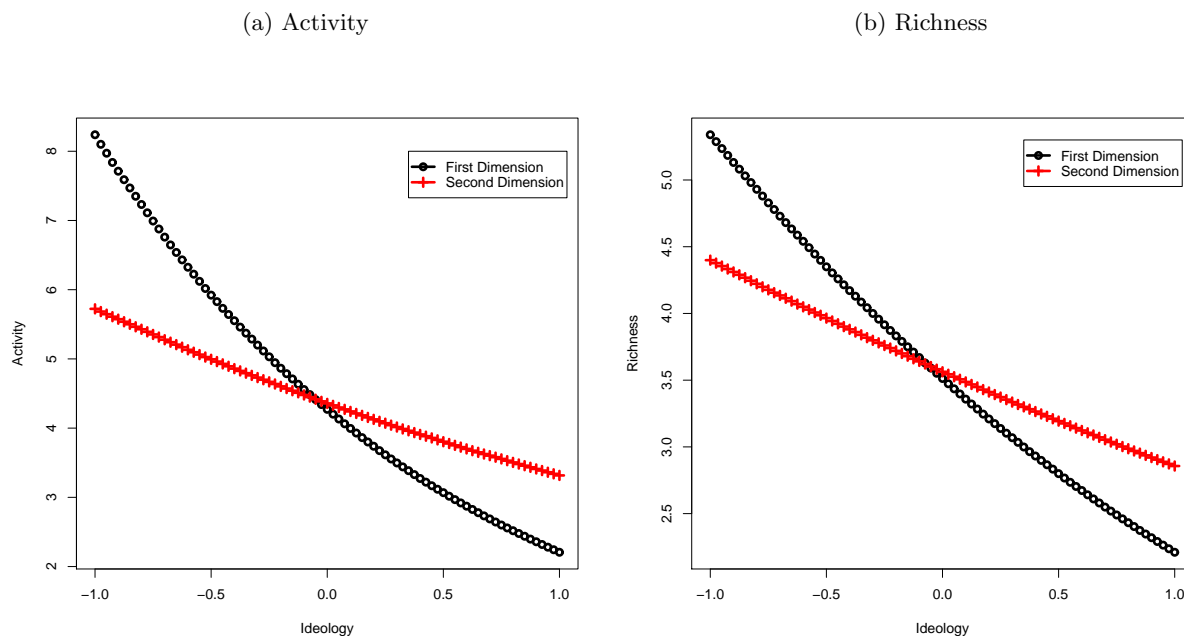 (a) Activity
(b) Richness
8
7
6
5
4
3
2
Activity
First Dimension
Second Dimension
−1.0 −0.5 0.0 0.5 1.0
Ideology
5.0
4.5
4.0
3.5
3.0
2.5
Richness
First Dimension
Second Dimension
−1.0 −0.5 0.0 0.5 1.0
Ideology